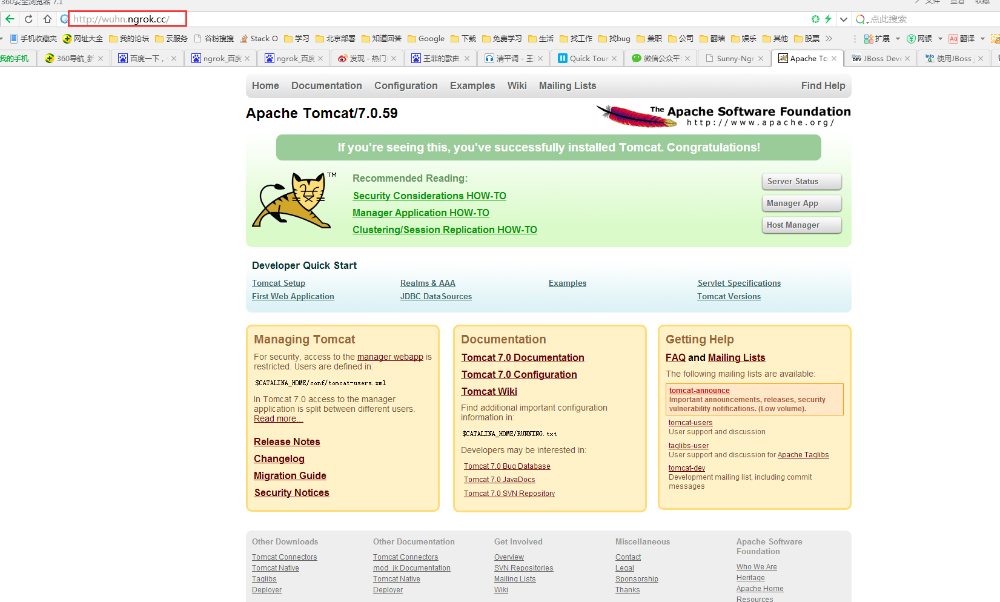 360安全浏览器 7.1
文件 查看 收藏
http://wuhn.ngrok.cc/
点此搜索
手机收藏夹 网址大全 我的论坛 云服务 谷粉搜搜 Stack O 学习 北京部署 知道回答 Google 下载 免费学习 生活 找工作 找bug 兼职 公司 翻墙 娱乐 其他 股票 扩展 网银 翻译
我的手机 360导航_新 百度一下， ngrok_百度 ngrok_百度 发现 - 热门 王菲的歌曲 清平调 - 王 Quick Tour 微信公众平 Sunny-Ngr Apache To JBoss Deve 使用JBoss
Home Documentation Configuration Examples Wiki Mailing Lists Find Help
Apache Tomcat/7.0.59
The Apache Software Foundation
http://www.apache.org/
If you're seeing this, you've successfully installed Tomcat. Congratulations!
TM
Recommended Reading:
Security Considerations HOW-TO
Manager Application HOW-TO
Clustering/Session Replication HOW-TO
Server Status
Manager App
Host Manager
Developer Quick Start
Tomcat Setup Realms & AAA Examples Servlet Specifications
First Web Application JDBC DataSources Tomcat Versions
Managing Tomcat
For security, access to the manager webapp is
restricted. Users are defined in:
$CATALINA_HOME/conf/tomcat-users.xml
In Tomcat 7.0 access to the manager
application is split between different users.
Read more...
Release Notes
Changelog
Migration Guide
Security Notices
Documentation
Tomcat 7.0 Documentation
Tomcat 7.0 Configuration
Tomcat Wiki
Find additional important configuration
information in:
$CATALINA_HOME/RUNNING.txt
Developers may be interested in:
Tomcat 7.0 Bug Database
Tomcat 7.0 JavaDocs
Tomcat 7.0 SVN Repository
Getting Help
FAQ and Mailing Lists
The following mailing lists are available:
tomcat-announce
Important announcements, releases, security
vulnerability notifications. (Low volume).
tomcat-users
User support and discussion
taglibs-user
User support and discussion for Apache Taglibs
tomcat-dev
Development mailing list, including commit
messages
Other Downloads
Tomcat Connectors
Tomcat Native
Taglibs
Deployer
Other Documentation
Tomcat Connectors
mod_jk Documentation
Tomcat Native
Deployer
Get Involved
Overview
SVN Repositories
Mailing Lists
Wiki
Miscellaneous
Contact
Legal
Sponsorship
Thanks
Apache Software
Foundation
Who We Are
Heritage
Apache Home
Resources